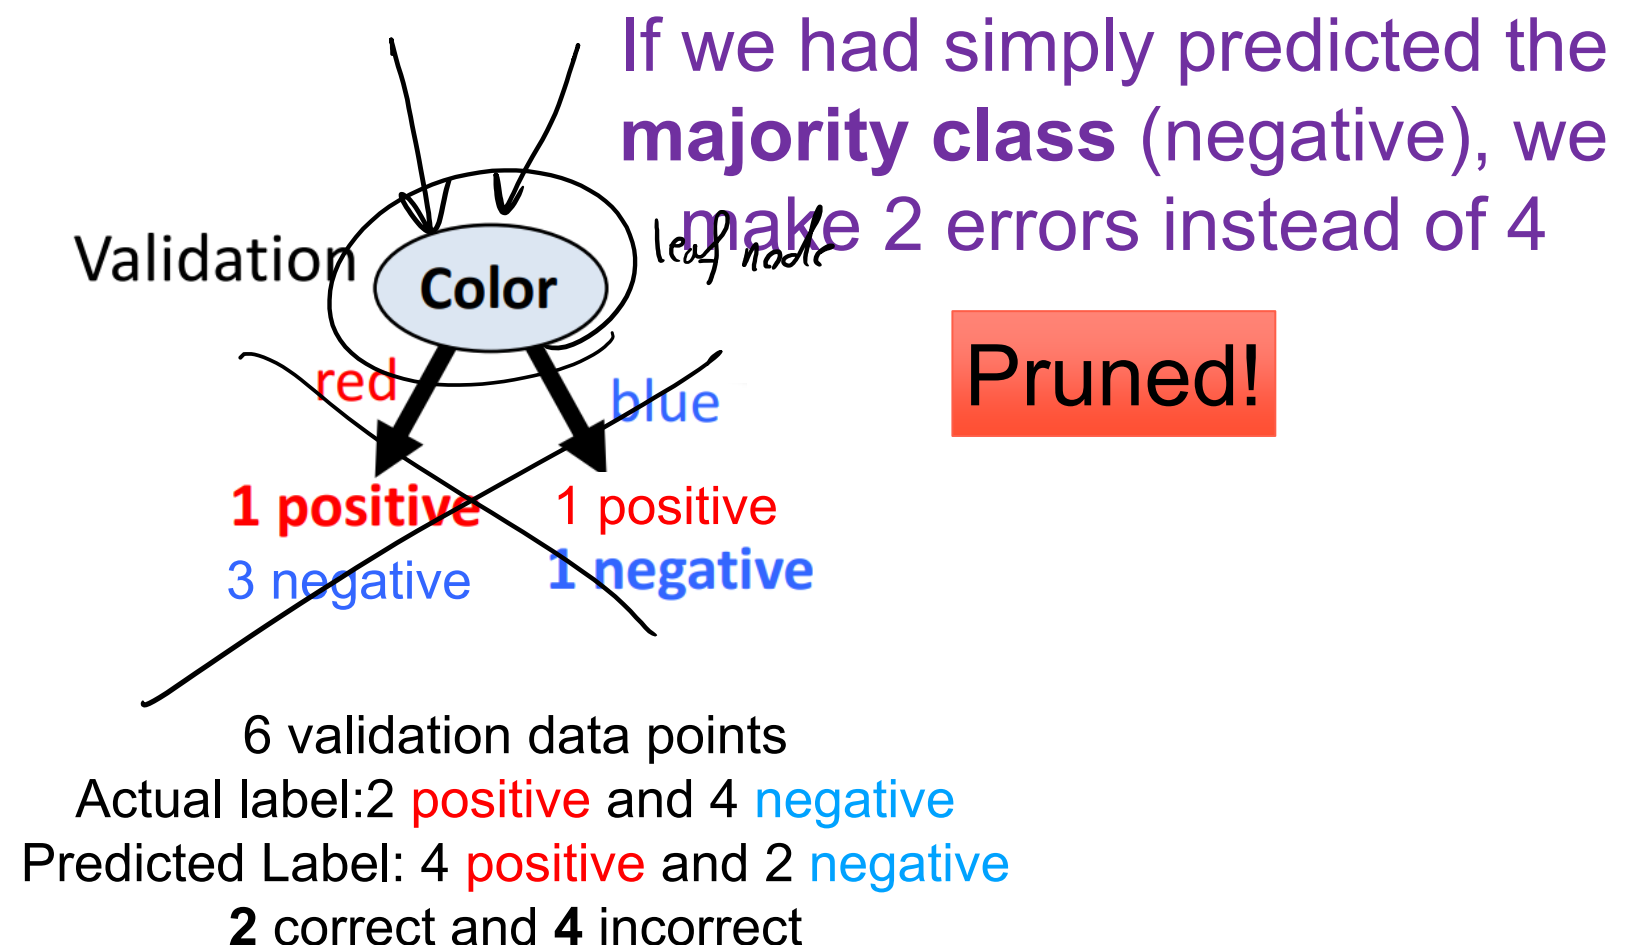 If we had simply predicted the
majority class (negative), we
make 2 errors instead of 4
leaf node
Validation
Color
red
blue
Pruned!
1 positive
3 negative
1 positive
1 negative
6 validation data points
Actual label:2 positive and 4 negative
Predicted Label: 4 positive and 2 negative
2 correct and 4 incorrect